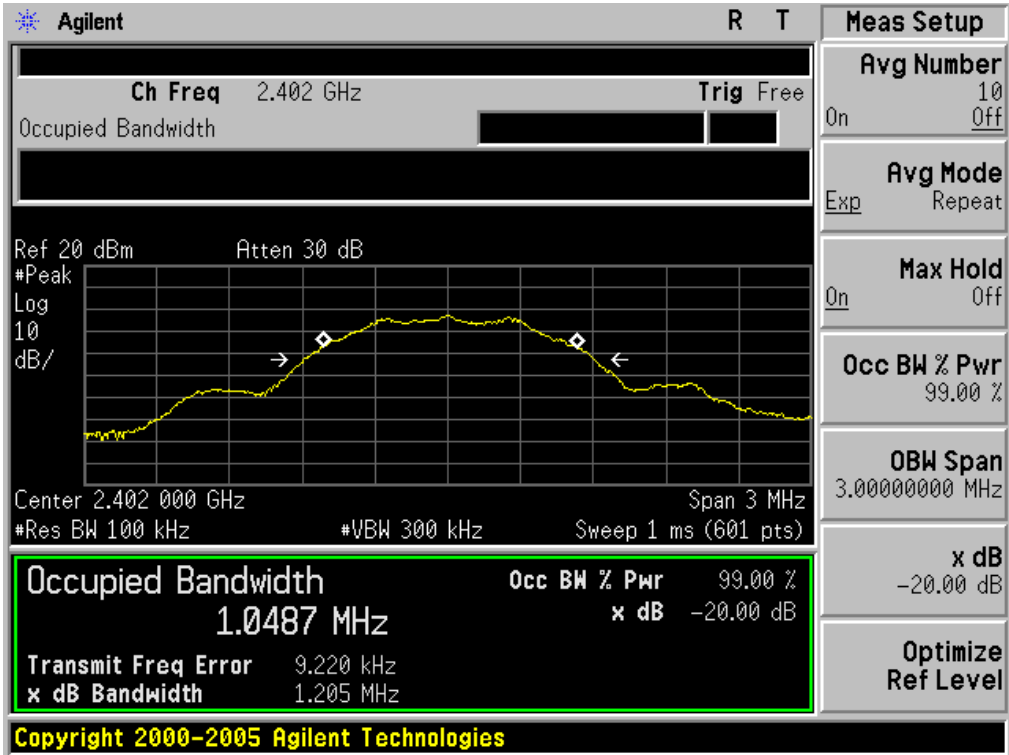 Agilent R T
Ch Freq 2.402 GHz Trig Free
Occupied Bandwidth
Ref 20 dBm Atten 30 dB
#Peak
Log
10
dB/
Center 2.402 000 GHz Span 3 MHz
#Res BW 100 kHz #VBW 300 kHz Sweep 1 ms (601 pts)
Occupied Bandwidth
1.0487 MHz
Occ BW % Pwr 99.00 %
x dB -20.00 dB
Transmit Freq Error 9.220 kHz
x dB Bandwidth 1.205 MHz
Copyright 2000-2005 Agilent Technologies
Meas Setup
Avg Number
10
On Off
Avg Mode
Exp Repeat
Max Hold
On Off
Occ BW % Pwr
99.00 %
OBW Span
3.00000000 MHz
x dB
-20.00 dB
Optimize
Ref Level